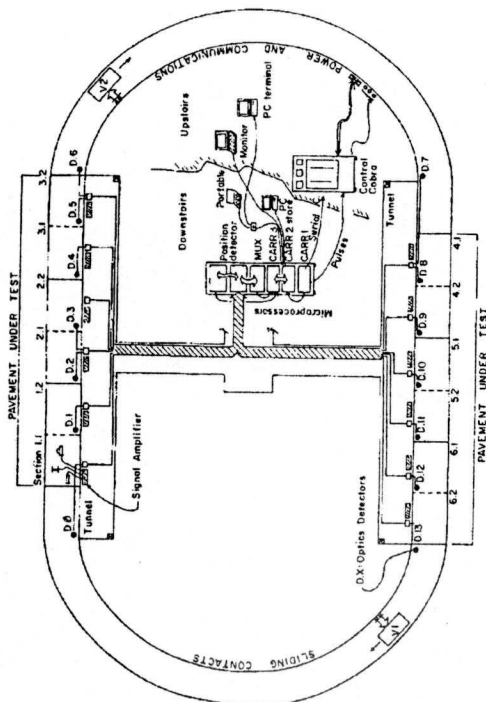 PAVEMENT UNDER TEST
Section 1.1
1.2
2.1
2.2
3.1
3.2
D.0
D.1
D.2
D.3
D.4
D.5
D.6
Tunnel
Signal Amplifier
V2
POWER AND COMMUNICATIONS
Upstairs
Downstairs
PC terminal
Monitor
Portable
PC
store
Position
detector
MUX
CARR 3
CARR 2
CARR 1
Microprocessors
Serial
Pulses
Control
Cobra
Tunnel
D.7
D.8
D.9
D.10
D.11
D.12
D.13
4.1
4.2
5.1
5.2
6.1
6.2
PAVEMENT UNDER TEST
D.X.-Optics Detectors
V1
SLIDING CONTACTS